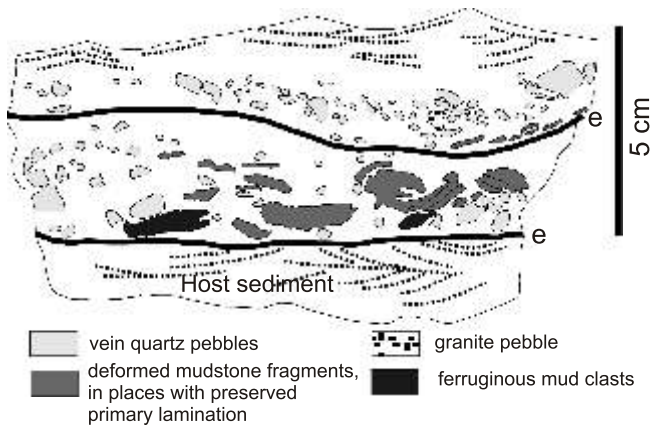 e
5 cm
e
Host sediment
vein quartz pebbles
granite pebble
deformed mudstone fragments,
in places with preserved
primary lamination
ferruginous mud clasts